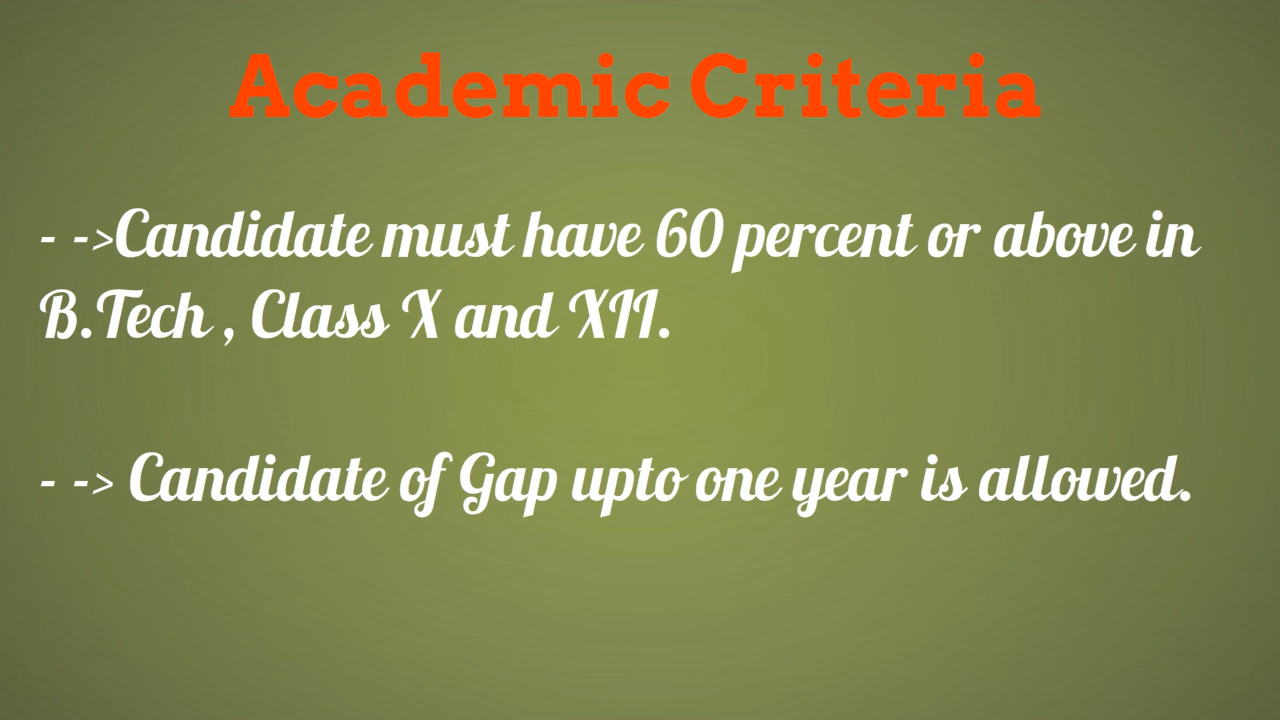 Academic Criteria
- ->Candidate must have 60 percent or above in
B.Tech , Class X and XII.
- -> Candidate of Gap upto one year is allowed.